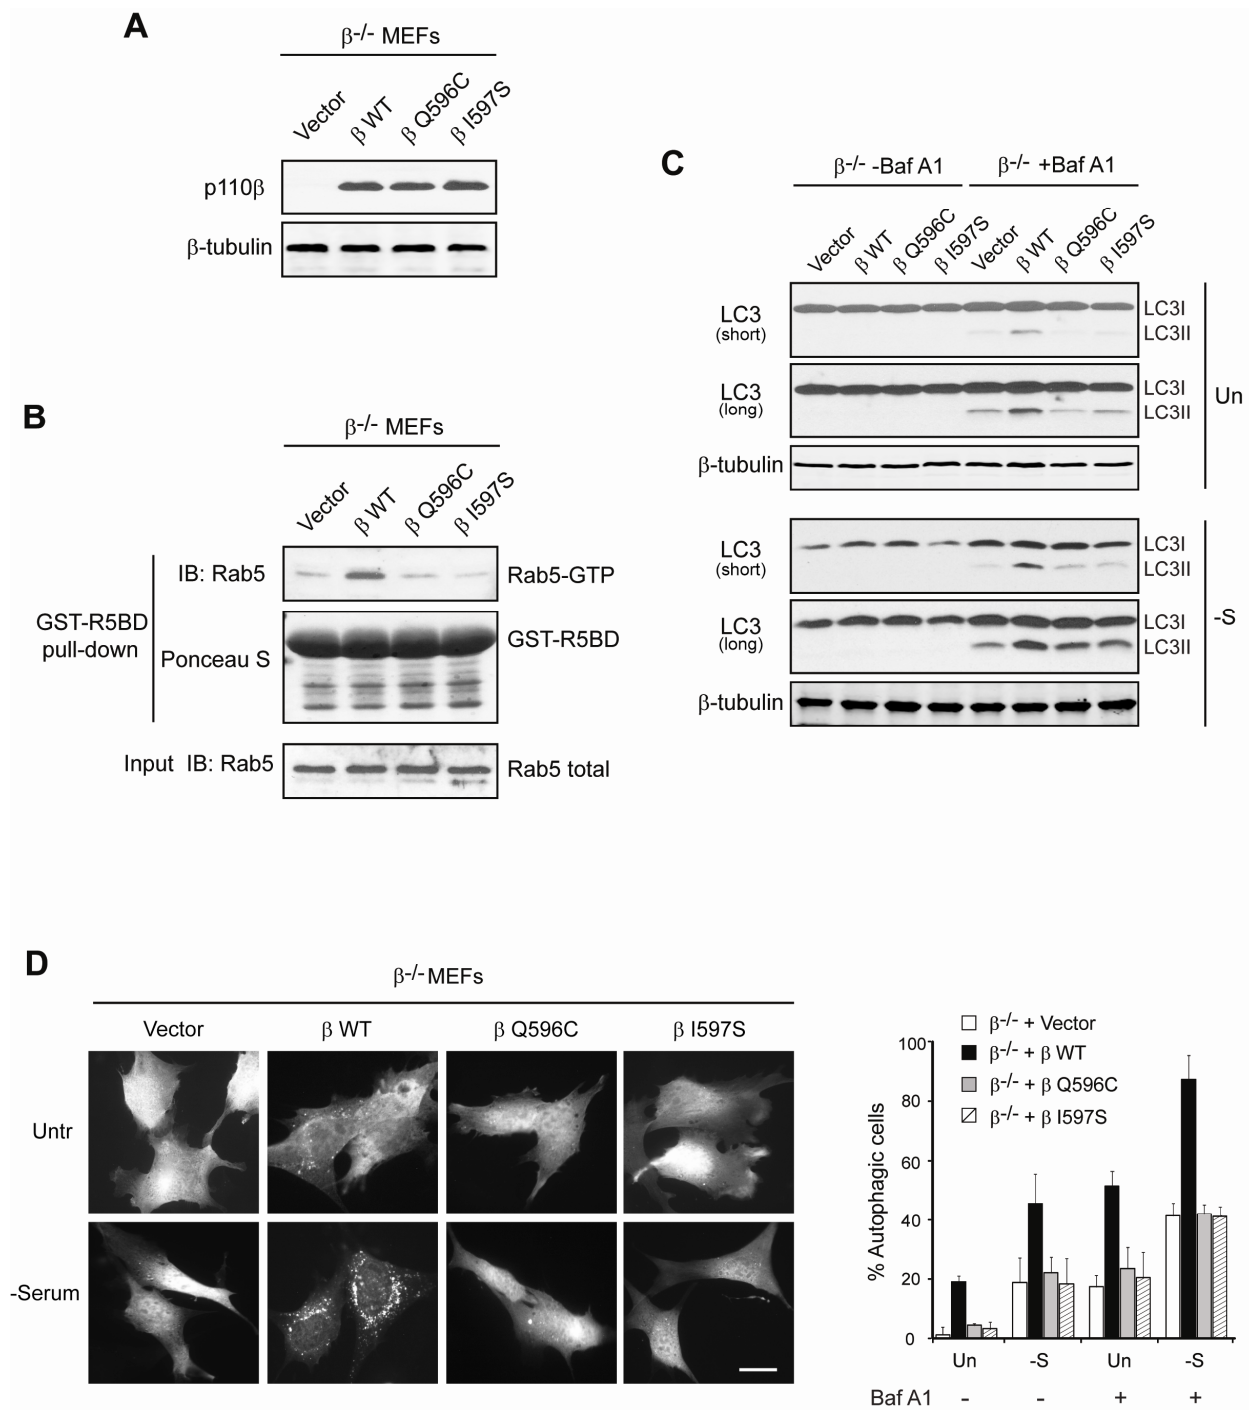 A
β-/- MEFs
Vector
β WT
β Q596C
β I597S
p110β
β-tubulin
B
β-/- MEFs
Vector
β WT
β Q596C
β I597S
GST-R5BD
pull-down
IB: Rab5
Rab5-GTP
Ponceau S
GST-R5BD
Input IB: Rab5
Rab5 total
C
β-/- -Baf A1
β-/- +Baf A1
Vector
β WT
β Q596C
β I597S
Vector
β WT
β Q596C
β I597S
LC3
(short)
LC3I
LC3II
LC3
(long)
LC3I
LC3II
β-tubulin
Un
LC3
(short)
LC3I
LC3II
LC3
(long)
LC3I
LC3II
β-tubulin
-S
D
β-/- MEFs
Vector
β WT
β Q596C
β I597S
Untr
-Serum
β-/- + Vector
β-/- + β WT
β-/- + β Q596C
β-/- + β I597S
% Autophagic cells
100
80
60
40
20
0
Un -S Un -S
Baf A1 - - + +